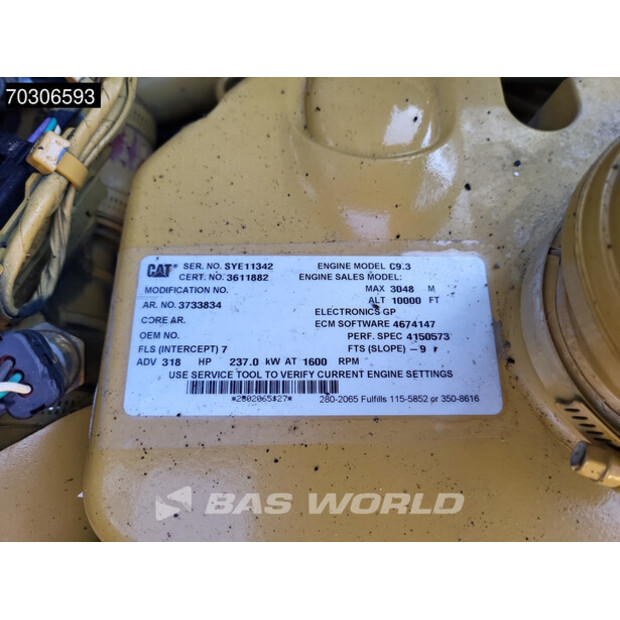 70306593
CAT® SER. NO. SYE11342 ENGINE MODEL C9.3
CERT. NO. 3611882 ENGINE SALES MODEL:
MODIFICATION NO. MAX 3048 M
ALT 10000 FT
AR. NO. 3733834 ELECTRONICS GP
CORE AR. ECM SOFTWARE 4674147
OEM NO. PERF. SPEC 4150573
FLS (INTERCEPT) 7 FTS (SLOPE) -9 r
ADV 318 HP 237.0 kW AT 1600 RPM
USE SERVICE TOOL TO VERIFY CURRENT ENGINE SETTINGS
280-2065 Fulfills 115-5852 or 350-8616
BAS WORLD